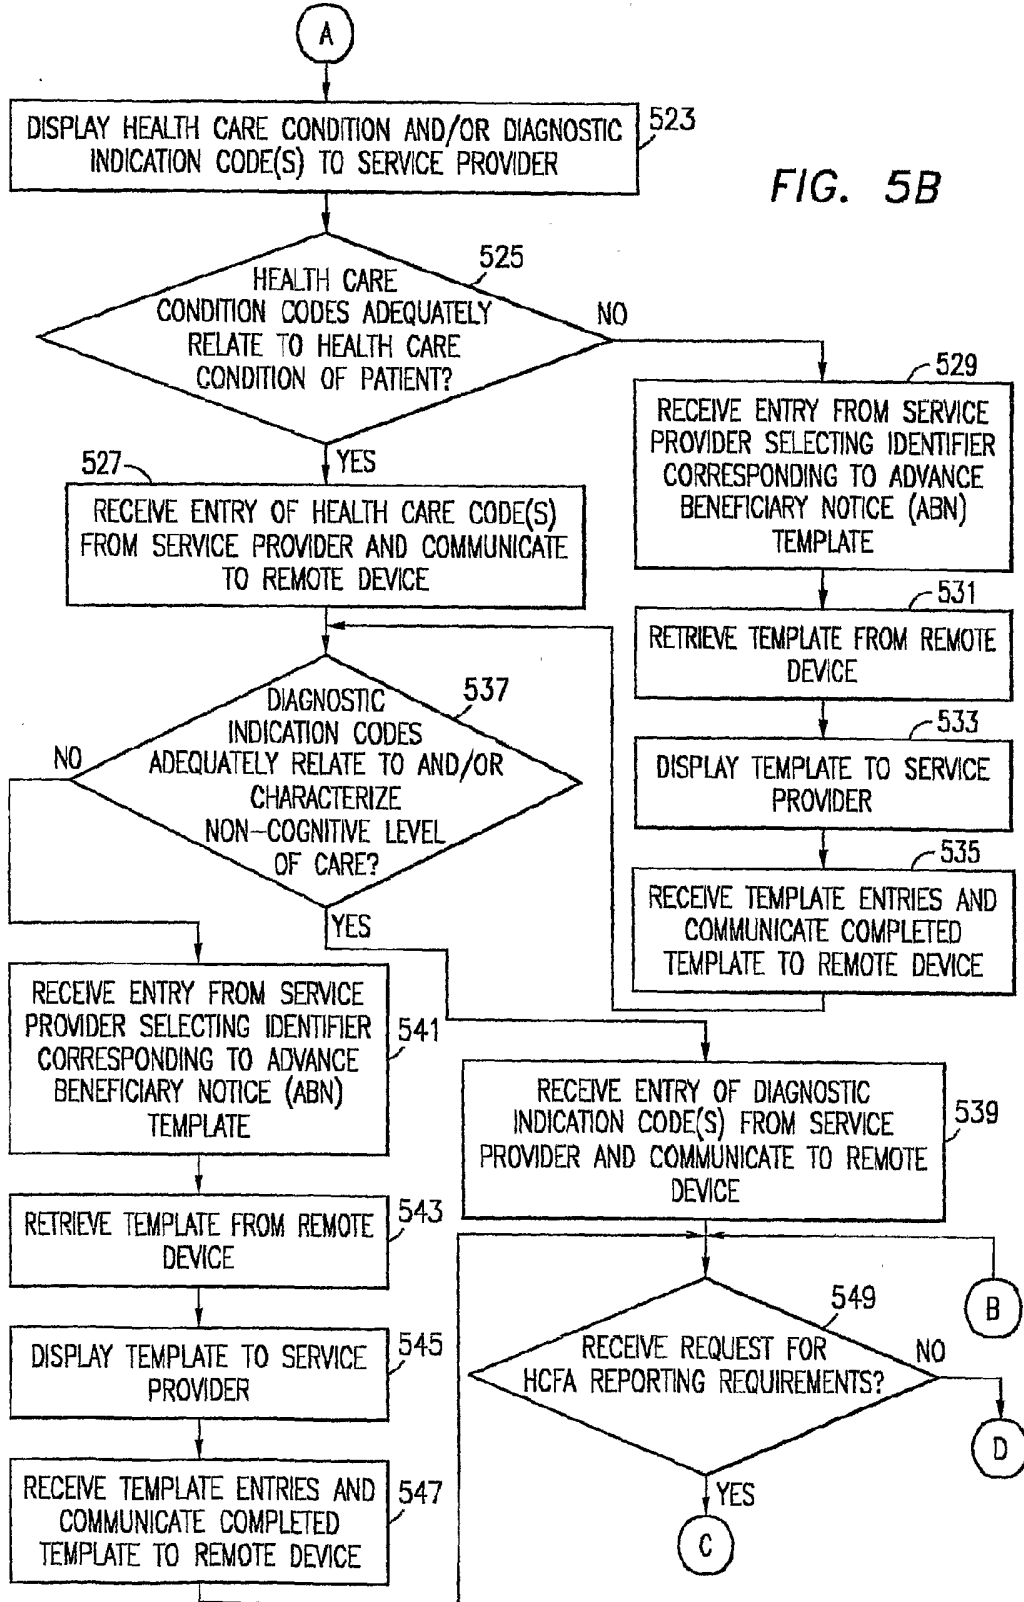 A
DISPLAY HEALTH CARE CONDITION AND/OR DIAGNOSTIC
INDICATION CODE(S) TO SERVICE PROVIDER
523
FIG. 5B
525
HEALTH CARE
CONDITION CODES ADEQUATELY
RELATE TO HEALTH CARE
CONDITION OF PATIENT?
NO
YES
529
RECEIVE ENTRY FROM SERVICE
PROVIDER SELECTING IDENTIFIER
CORRESPONDING TO ADVANCE
BENEFICIARY NOTICE (ABN)
TEMPLATE
527
RECEIVE ENTRY OF HEALTH CARE CODE(S)
FROM SERVICE PROVIDER AND COMMUNICATE
TO REMOTE DEVICE
531
RETRIEVE TEMPLATE FROM REMOTE
DEVICE
533
DISPLAY TEMPLATE TO SERVICE
PROVIDER
535
RECEIVE TEMPLATE ENTRIES AND
COMMUNICATE COMPLETED
TEMPLATE TO REMOTE DEVICE
537
DIAGNOSTIC
INDICATION CODES
ADEQUATELY RELATE TO AND/OR
CHARACTERIZE
NON-COGNITIVE LEVEL
OF CARE?
NO
YES
RECEIVE ENTRY FROM SERVICE
PROVIDER SELECTING IDENTIFIER
CORRESPONDING TO ADVANCE
BENEFICIARY NOTICE (ABN)
TEMPLATE
541
RECEIVE ENTRY OF DIAGNOSTIC
INDICATION CODE(S) FROM SERVICE
PROVIDER AND COMMUNICATE TO REMOTE
DEVICE
539
RETRIEVE TEMPLATE FROM REMOTE
DEVICE
543
DISPLAY TEMPLATE TO SERVICE
PROVIDER
545
RECEIVE TEMPLATE ENTRIES AND
COMMUNICATE COMPLETED
TEMPLATE TO REMOTE DEVICE
547
B
549
RECEIVE REQUEST FOR
HCFA REPORTING REQUIREMENTS?
NO
D
YES
C